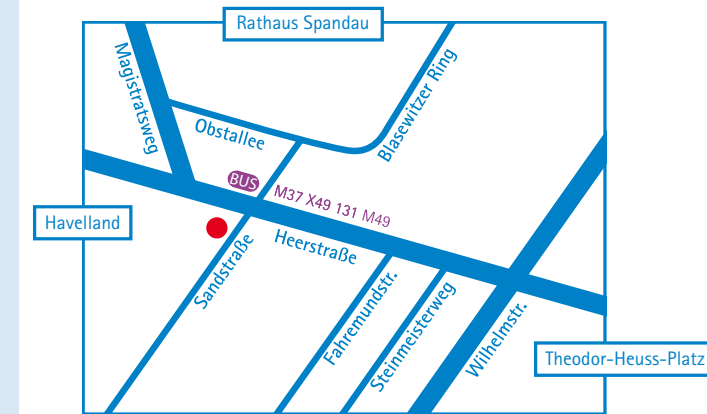 Rathaus Spandau
Magistratsweg
Blasewitzer Ring
Obstallee
BUS M37 X49 131 M49
Havelland
Heerstraße
Sandstraße
Fahremundstr.
Steinmeisterweg
Wilhelmstr.
Theodor-Heuss-Platz